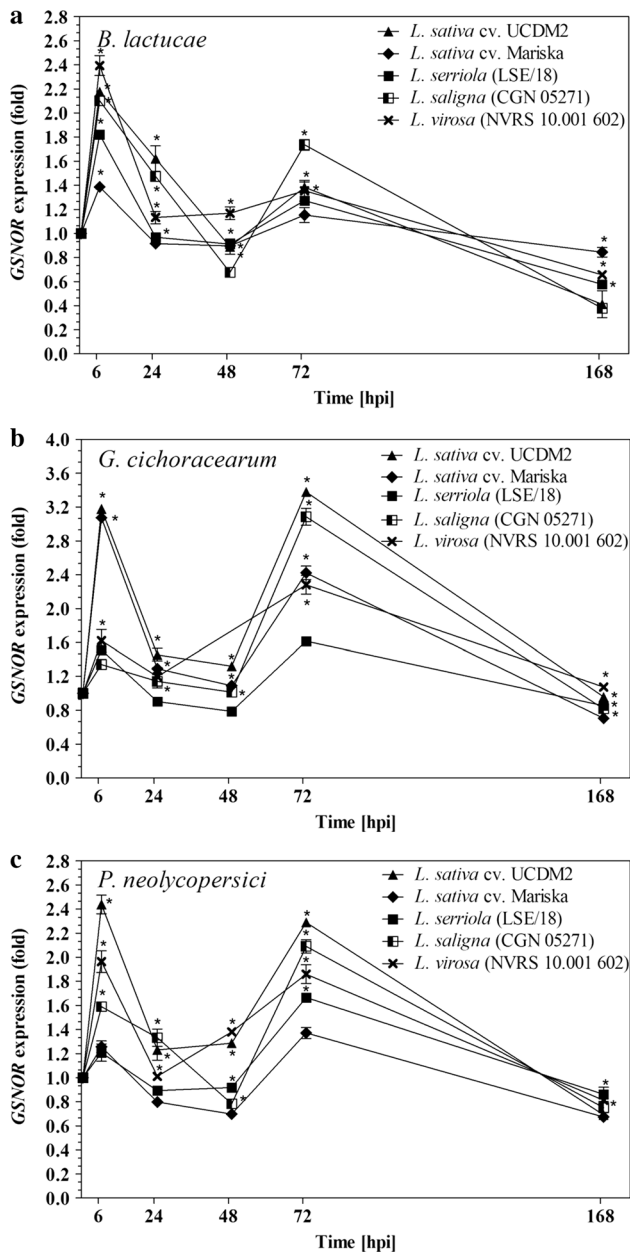 a
B. lactucae
L. sativa cv. UCDM2
L. sativa cv. Mariska
L. serriola (LSE/18)
L. saligna (CGN 05271)
L. virosa (NVRS 10.001 602)
GSNOR expression (fold)
2.8
2.6
2.4
2.2
2.0
1.8
1.6
1.4
1.2
1.0
0.8
0.6
0.4
0.2
0.0
6 24 48 72 168
Time [hpi]
b
G. cichoracearum
L. sativa cv. UCDM2
L. sativa cv. Mariska
L. serriola (LSE/18)
L. saligna (CGN 05271)
L. virosa (NVRS 10.001 602)
GSNOR expression (fold)
4.0
3.6
3.2
2.8
2.4
2.0
1.6
1.2
0.8
0.4
0.0
6 24 48 72 168
Time [hpi]
c
P. neolycopersici
L. sativa cv. UCDM2
L. sativa cv. Mariska
L. serriola (LSE/18)
L. saligna (CGN 05271)
L. virosa (NVRS 10.001 602)
GSNOR expression (fold)
2.8
2.6
2.4
2.2
2.0
1.8
1.6
1.4
1.2
1.0
0.8
0.6
0.4
0.2
0.0
6 24 48 72 168
Time [hpi]